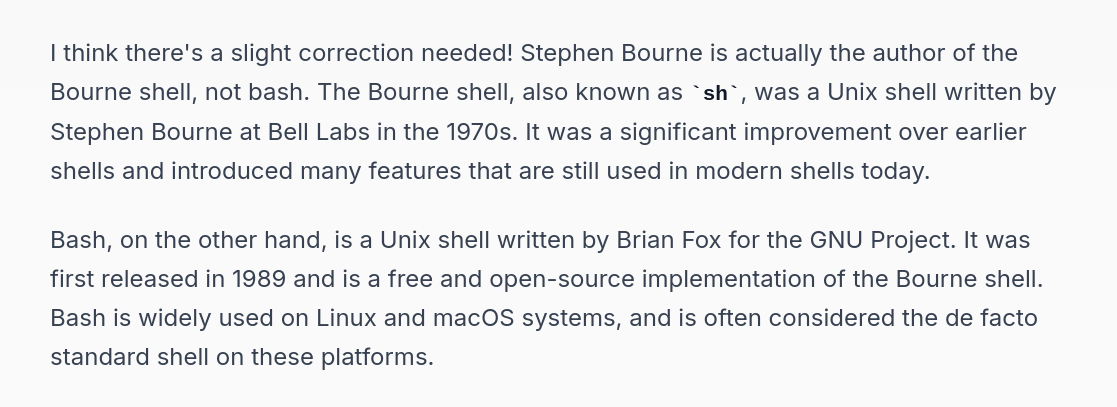 I think there's a slight correction needed! Stephen Bourne is actually the author of the
Bourne shell, not bash. The Bourne shell, also known as `sh`, was a Unix shell written by
Stephen Bourne at Bell Labs in the 1970s. It was a significant improvement over earlier
shells and introduced many features that are still used in modern shells today.
Bash, on the other hand, is a Unix shell written by Brian Fox for the GNU Project. It was
first released in 1989 and is a free and open-source implementation of the Bourne shell.
Bash is widely used on Linux and macOS systems, and is often considered the de facto
standard shell on these platforms.